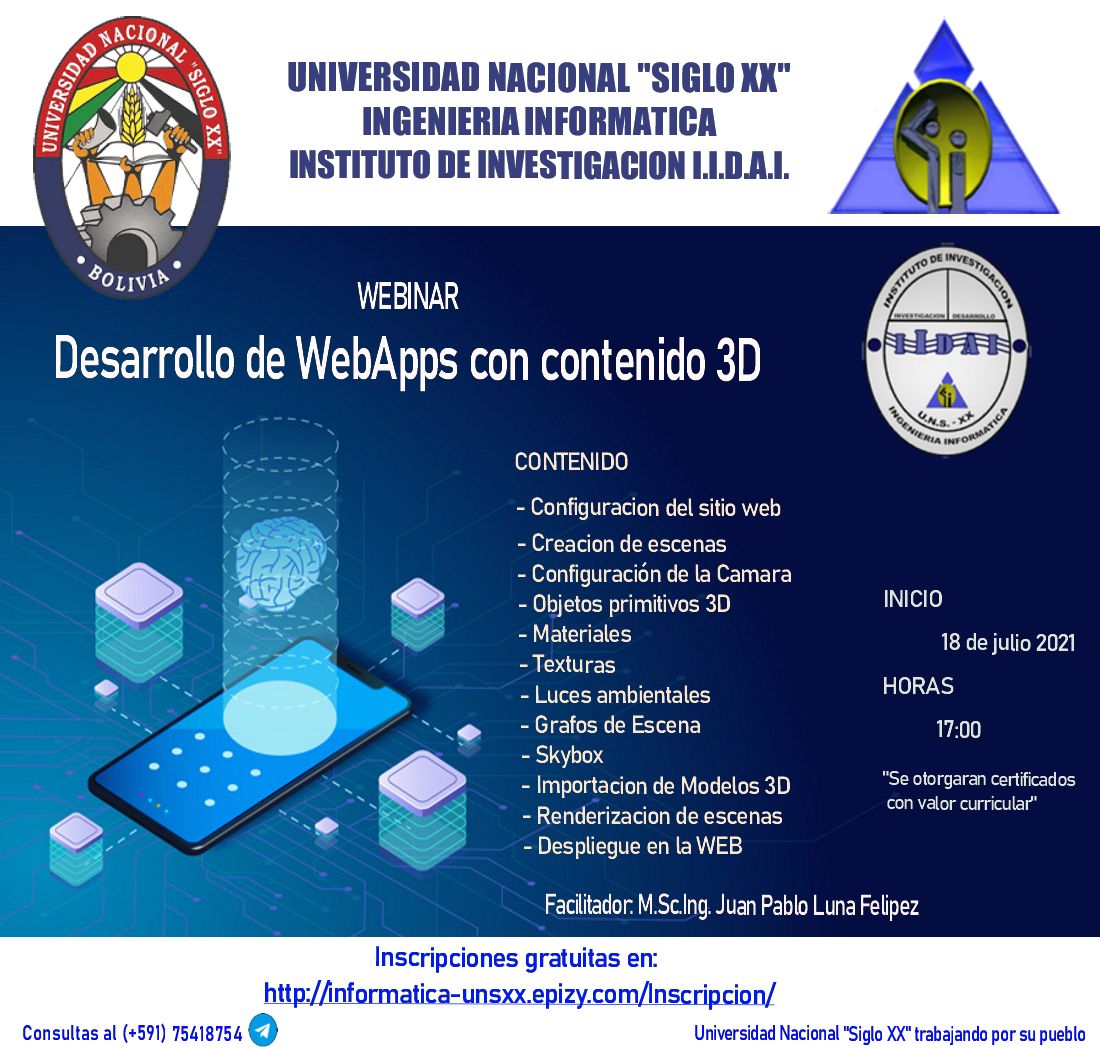 UNIVERSIDAD NACIONAL "SIGLO XX"
BOLIVIA
UNIVERSIDAD NACIONAL "SIGLO XX"
INGENIERIA INFORMATICA
INSTITUTO DE INVESTIGACION I.I.D.A.I.
INSTITUTO DE INVESTIGACION
INVESTIGACION DESARROLLO
IIDAI
U.N.S. - XX
INGENIERIA INFORMATICA
WEBINAR
Desarrollo de WebApps con contenido 3D
CONTENIDO
- Configuracion del sitio web
- Creacion de escenas
- Configuración de la Camara
- Objetos primitivos 3D
- Materiales
- Texturas
- Luces ambientales
- Grafos de Escena
- Skybox
- Importacion de Modelos 3D
- Renderizacion de escenas
- Despliegue en la WEB
INICIO
18 de julio 2021
HORAS
17:00
"Se otorgaran certificados
con valor curricular"
Facilitador: M.Sc.Ing. Juan Pablo Luna Felipez
Inscripciones gratuitas en:
http://informatica-unsxx.epizy.com/Inscripcion/
Consultas al (+591) 75418754
Universidad Nacional "Siglo XX" trabajando por su pueblo